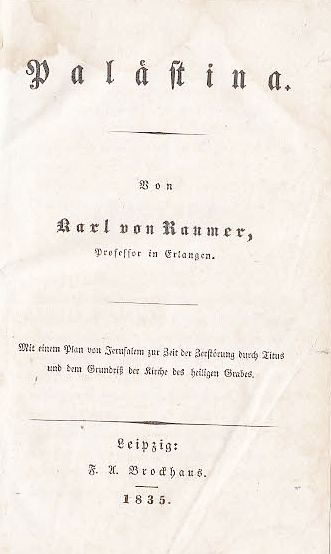 Palästina.
Von
Karl von Raumer,
Professor in Erlangen.
Mit einem Plan von Jerusalem zur Zeit der Zerstörung durch Titus
und dem Grundriß der Kirche des heiligen Grabes.
Leipzig:
F. A. Brockhaus.
1835.